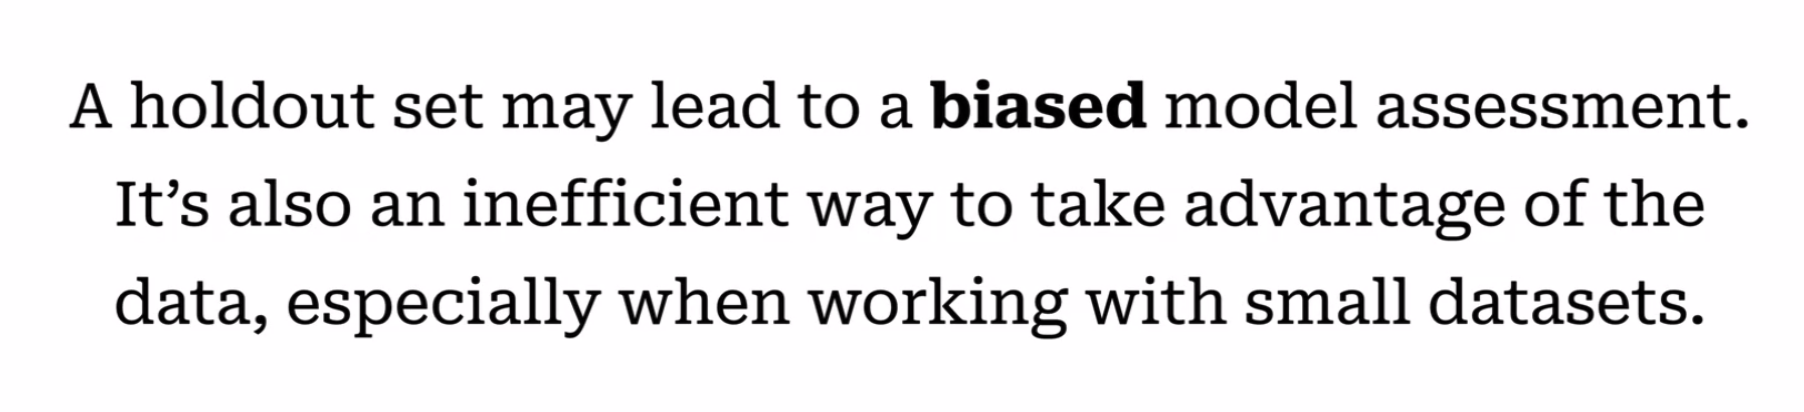 A holdout set may lead to a biased model assessment.
It’s also an inefficient way to take advantage of the
data, especially when working with small datasets.